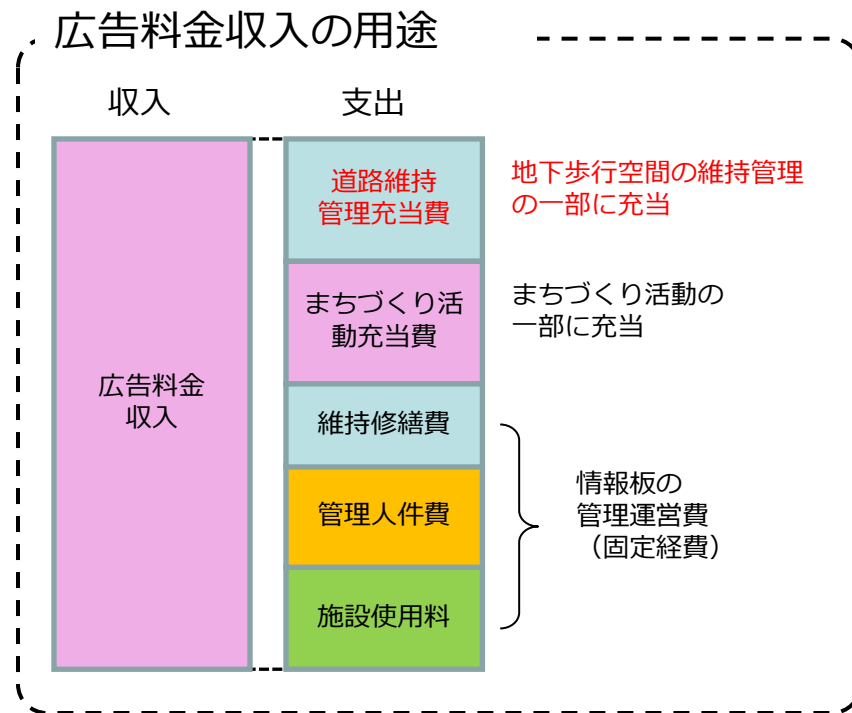 広告料金収入の用途
収入
支出
広告料金
収入
道路維持
管理充当費
地下歩行空間の維持管理
の一部に充当
まちづくり活
動充当費
まちづくり活動の
一部に充当
維持修繕費
管理人件費
施設使用料
情報板の
管理運営費
（固定経費）